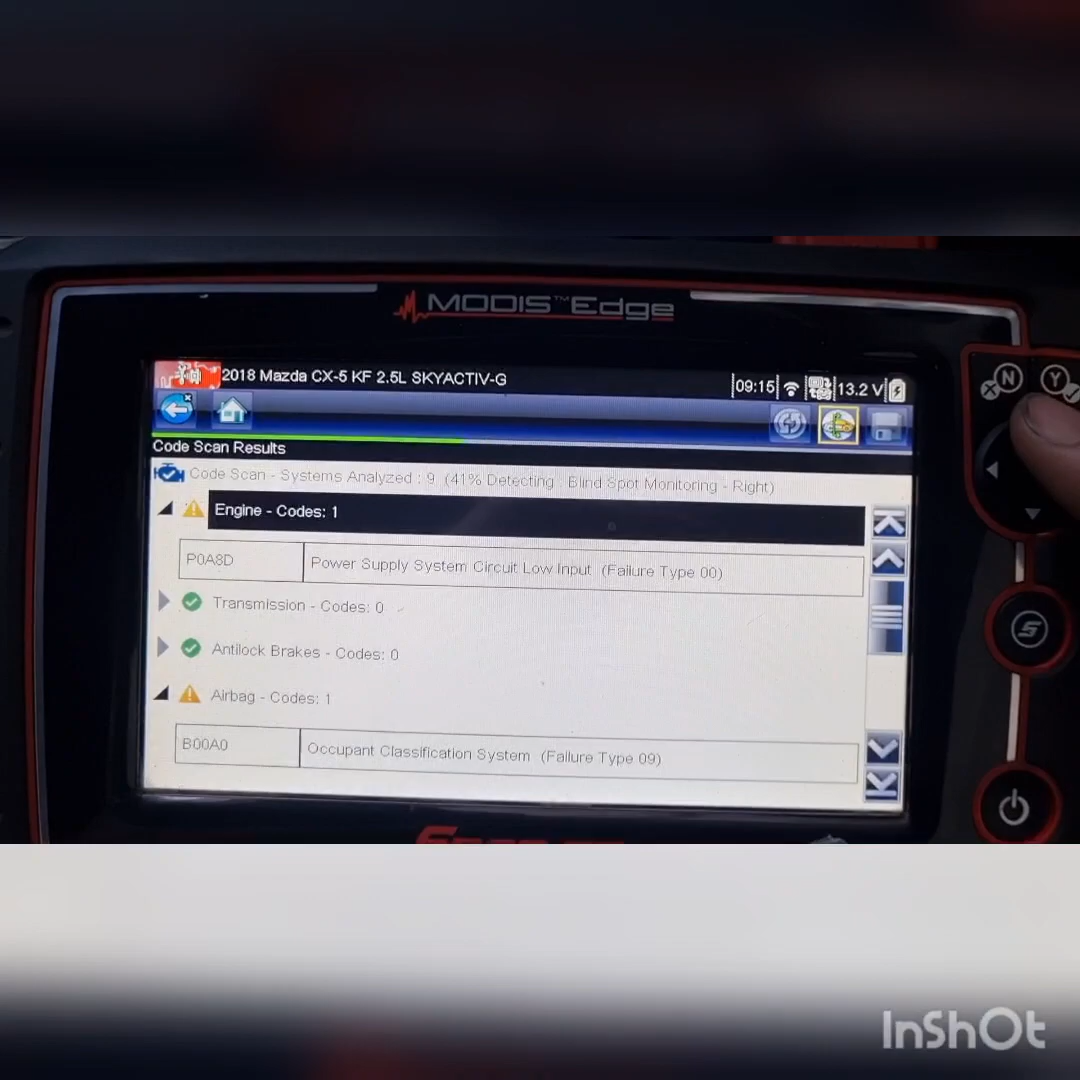 MODIS™Edge
2018 Mazda CX-5 KF 2.5L SKYACTIV-G
09:15
13.2 V
N
X
Y
Code Scan Results
Code Scan - Systems Analyzed : 9 (41% Detecting : Blind Spot Monitoring - Right)
Engine - Codes: 1
P0A8D Power Supply System Circuit Low Input (Failure Type 00)
Transmission - Codes: 0
Antilock Brakes - Codes: 0
Airbag - Codes: 1
B00A0 Occupant Classification System (Failure Type 09)
S
InShOt